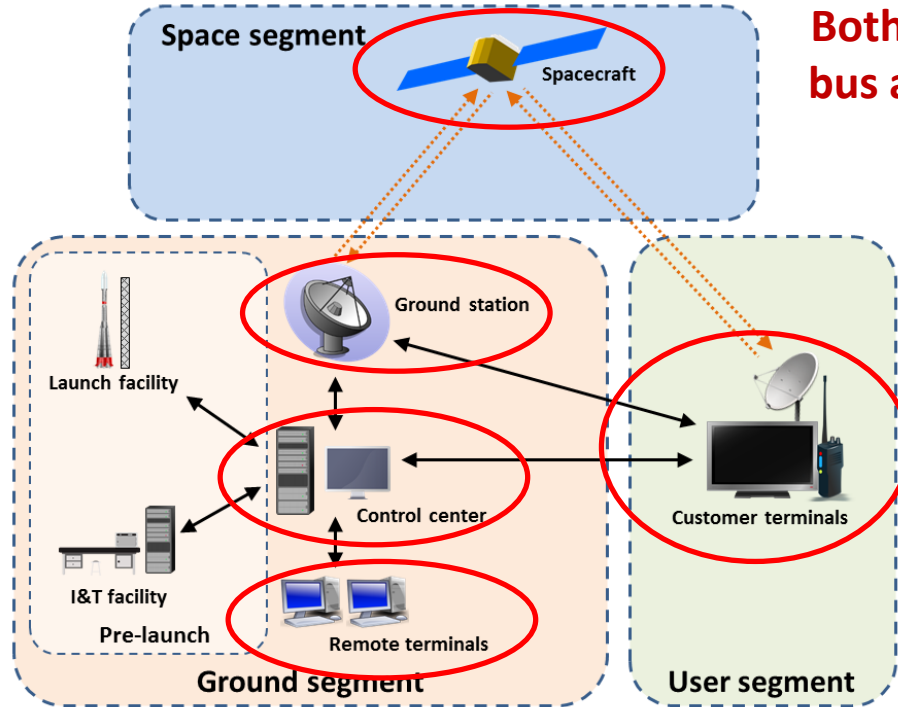 Space segment
Both
bus a
Spacecraft
Ground station
Launch facility
Control center
Customer terminals
I&T facility
Remote terminals
Pre-launch
Ground segment
User segment